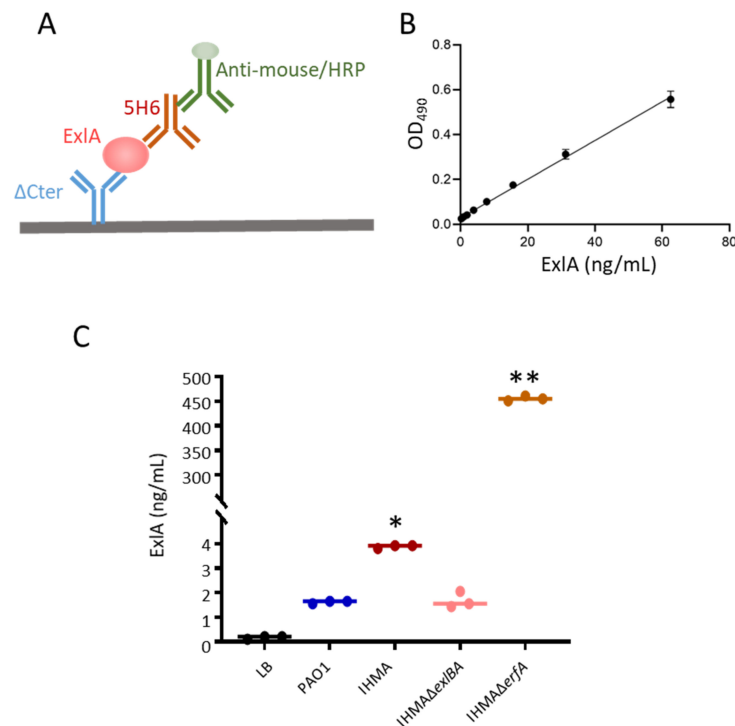 A
Anti-mouse/HRP
5H6
ExlA
ΔCter
B
OD490
0.8
0.6
0.4
0.2
0.0
0 20 40 60 80
ExlA (ng/mL)
C
ExlA (ng/mL)
500
450
400
350
300
4
3
2
1
0
*
**
LB
PAO1
IHMA
IHMAΔexlBA
IHMAΔerfA